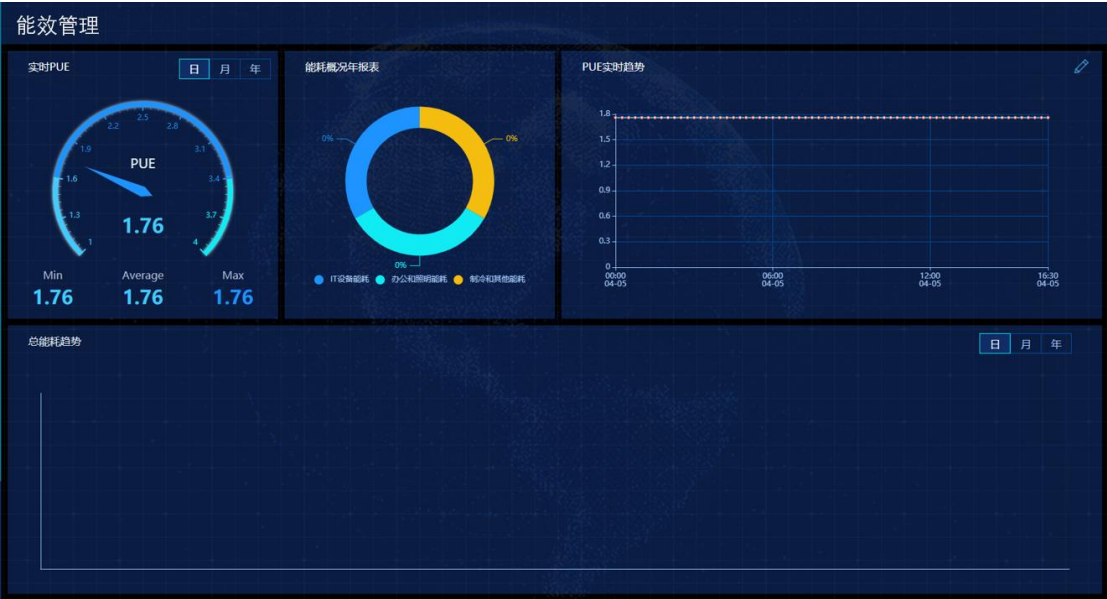 能效管理
实时PUE
日 月 年
2.5
2.2 2.8
1.9 3.1
PUE
1.6 3.4
1.3 3.7
1.76
1 4
Min Average Max
1.76 1.76 1.76
能耗概况年报表
0% 0%
0%
IT设备能耗 办公和照明能耗 制冷和其他能耗
PUE实时趋势
1.8
1.5
1.2
0.9
0.6
0.3
0
00:00 06:00 12:00 16:30
04-05 04-05 04-05 04-05
总能耗趋势
日 月 年